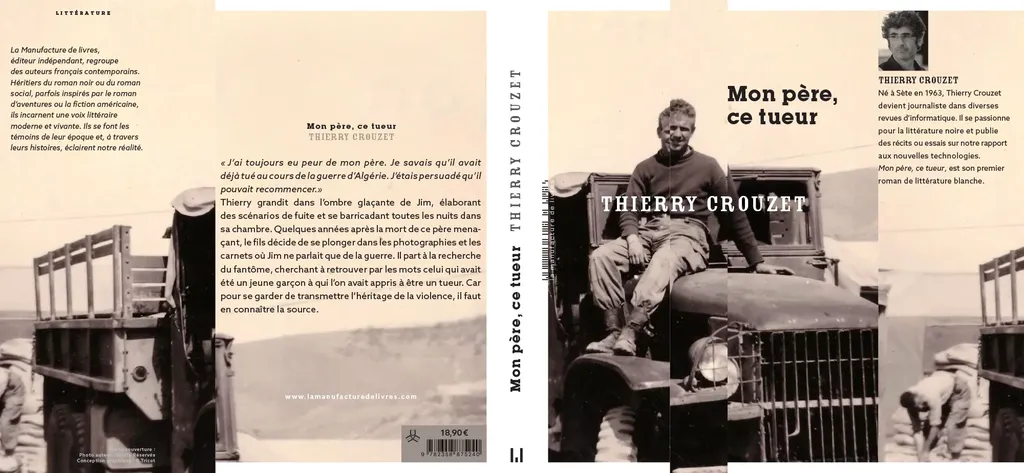 LITTÉRATURE
La Manufacture de livres,
éditeur indépendant, regroupe
des auteurs français contemporains.
Héritiers du roman noir ou du roman
social, parfois inspirés par le roman
d'aventures ou la fiction américaine,
ils incarnent une voix littéraire
moderne et vivante. Ils se font les
témoins de leur époque et, à travers
leurs histoires, éclairent notre réalité.
Mon père, ce tueur
THIERRY CROUZET
« J'ai toujours eu peur de mon père. Je savais qu'il avait
déjà tué au cours de la guerre d'Algérie. J'étais persuadé qu'il
pouvait recommencer.»
Thierry grandit dans l'ombre glaçante de Jim, élaborant
des scénarios de fuite et se barricadant toutes les nuits dans
sa chambre. Quelques années après la mort de ce père mena-
çant, le fils décide de se plonger dans les photographies et les
carnets où Jim ne parlait que de la guerre. Il part à la recherche
du fantôme, cherchant à retrouver par les mots celui qui avait
été un jeune garçon à qui l'on avait appris à être un tueur. Car
pour se garder de transmettre l'héritage de la violence, il faut
en connaître la source.
www.lamanufacturedelivres.com
18,90 €
Mon père, ce tueur THIERRY CROUZET
Mon père,
ce tueur
THIERRY CROUZET
la manufacture de livres
THIERRY CROUZET
Né à Sète en 1963, Thierry Crouzet
devient journaliste dans diverses
revues d'informatique. Il se passionne
pour la littérature noire et publie
des récits ou essais sur notre rapport
aux nouvelles technologies.
Mon père, ce tueur, est son premier
roman de littérature blanche.